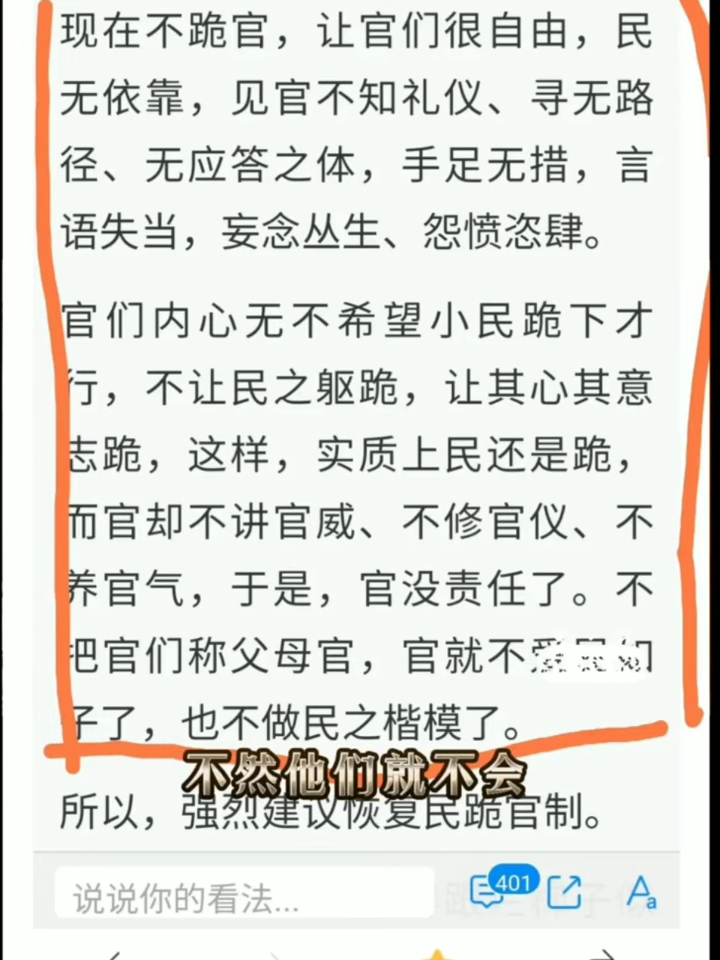 现在不跪官，让官们很自由，民
无依靠，见官不知礼仪、寻无路
径、无应答之体，手足无措，言
语失当，妄念丛生、怨愤恣肆。
官们内心无不希望小民跪下才
行，不让民之躯跪，让其心其意
志跪，这样，实质上民还是跪，
而官却不讲官威、不修官仪、不
养官气，于是，官没责任了。不
把官们称父母官，官就不
子了，也不做民之楷模了。
不然他们就不会
所以，强烈建议恢复民跪官制。
说说你的看法...
401
Aa